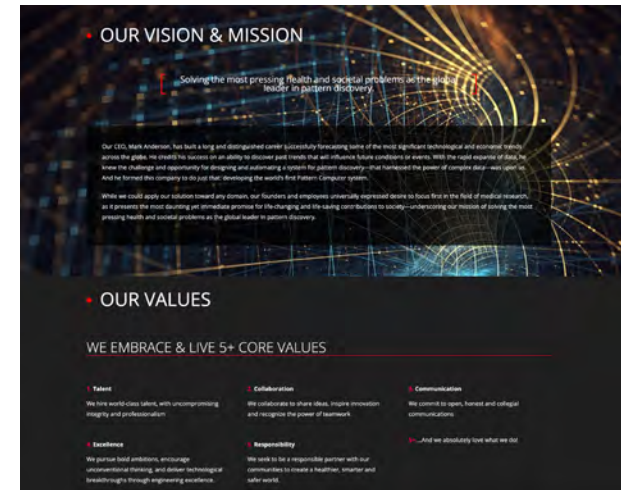 OUR VISION & MISSION
Solving the most pressing health and societal problems as the global
leader in pattern discovery.
Our CEO, Mark Anderson, has built a long and distinguished career successfully forecasting some of the most significant technological and economic trends
across the globe. He credits his success on an ability to discover past trends that will influence future conditions or events. With the rapid expanse of data, he
knew the challenge and opportunity for designing and automating a system for pattern discovery—that harnessed the power of complex data—was upon us.
And he formed this company to do just that: developing the world's first Pattern Computer system.
While we could apply our solution toward any domain, our founders and employees universally expressed desire to focus first in the field of medical research,
as it presents the most daunting yet immediate promise for life-changing and life-saving contributions to society—underscoring our mission of solving the most
pressing health and societal problems as the global leader in pattern discovery.
OUR VALUES
WE EMBRACE & LIVE 5+ CORE VALUES
1. Talent
We hire world-class talent, with uncompromising
integrity and professionalism
2. Collaboration
We collaborate to share ideas, inspire innovation
and recognize the power of teamwork
3. Communication
We commit to open, honest and collegial
communications
4. Excellence
We pursue bold ambitions, encourage
unconventional thinking, and deliver technological
breakthroughs through engineering excellence.
5. Responsibility
We seek to be a responsible partner with our
communities to create a healthier, smarter and
safer world.
5+ ...And we absolutely love what we do!